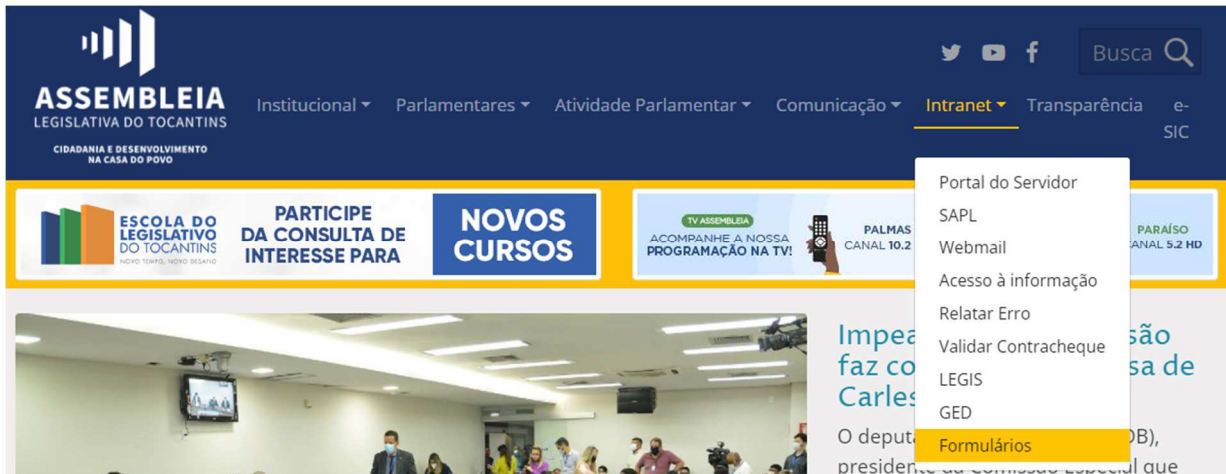 ASSEMBLEIA
LEGISLATIVA DO TOCANTINS
CIDADANIA E DESENVOLVIMENTO
NA CASA DO POVO
Busca
Institucional
Parlamentares
Atividade Parlamentar
Comunicação
Intranet
Transparência
e-
SIC
Portal do Servidor
SAPL
Webmail
Acesso à informação
Relatar Erro
Validar Contracheque
LEGIS
GED
Formulários
ESCOLA DO
LEGISLATIVO
DO TOCANTINS
NOVO TEMPO, NOVO DESAFIO
PARTICIPE
DA CONSULTA DE
INTERESSE PARA
NOVOS
CURSOS
TV ASSEMBLEIA
ACOMPANHE A NOSSA
PROGRAMAÇÃO NA TV!
PALMAS
CANAL 10.2
PARAÍSO
ANAL 5.2 HD
Impea são
faz co sa de
Carles
O deputa DB),
presidente da Comissão Especial que